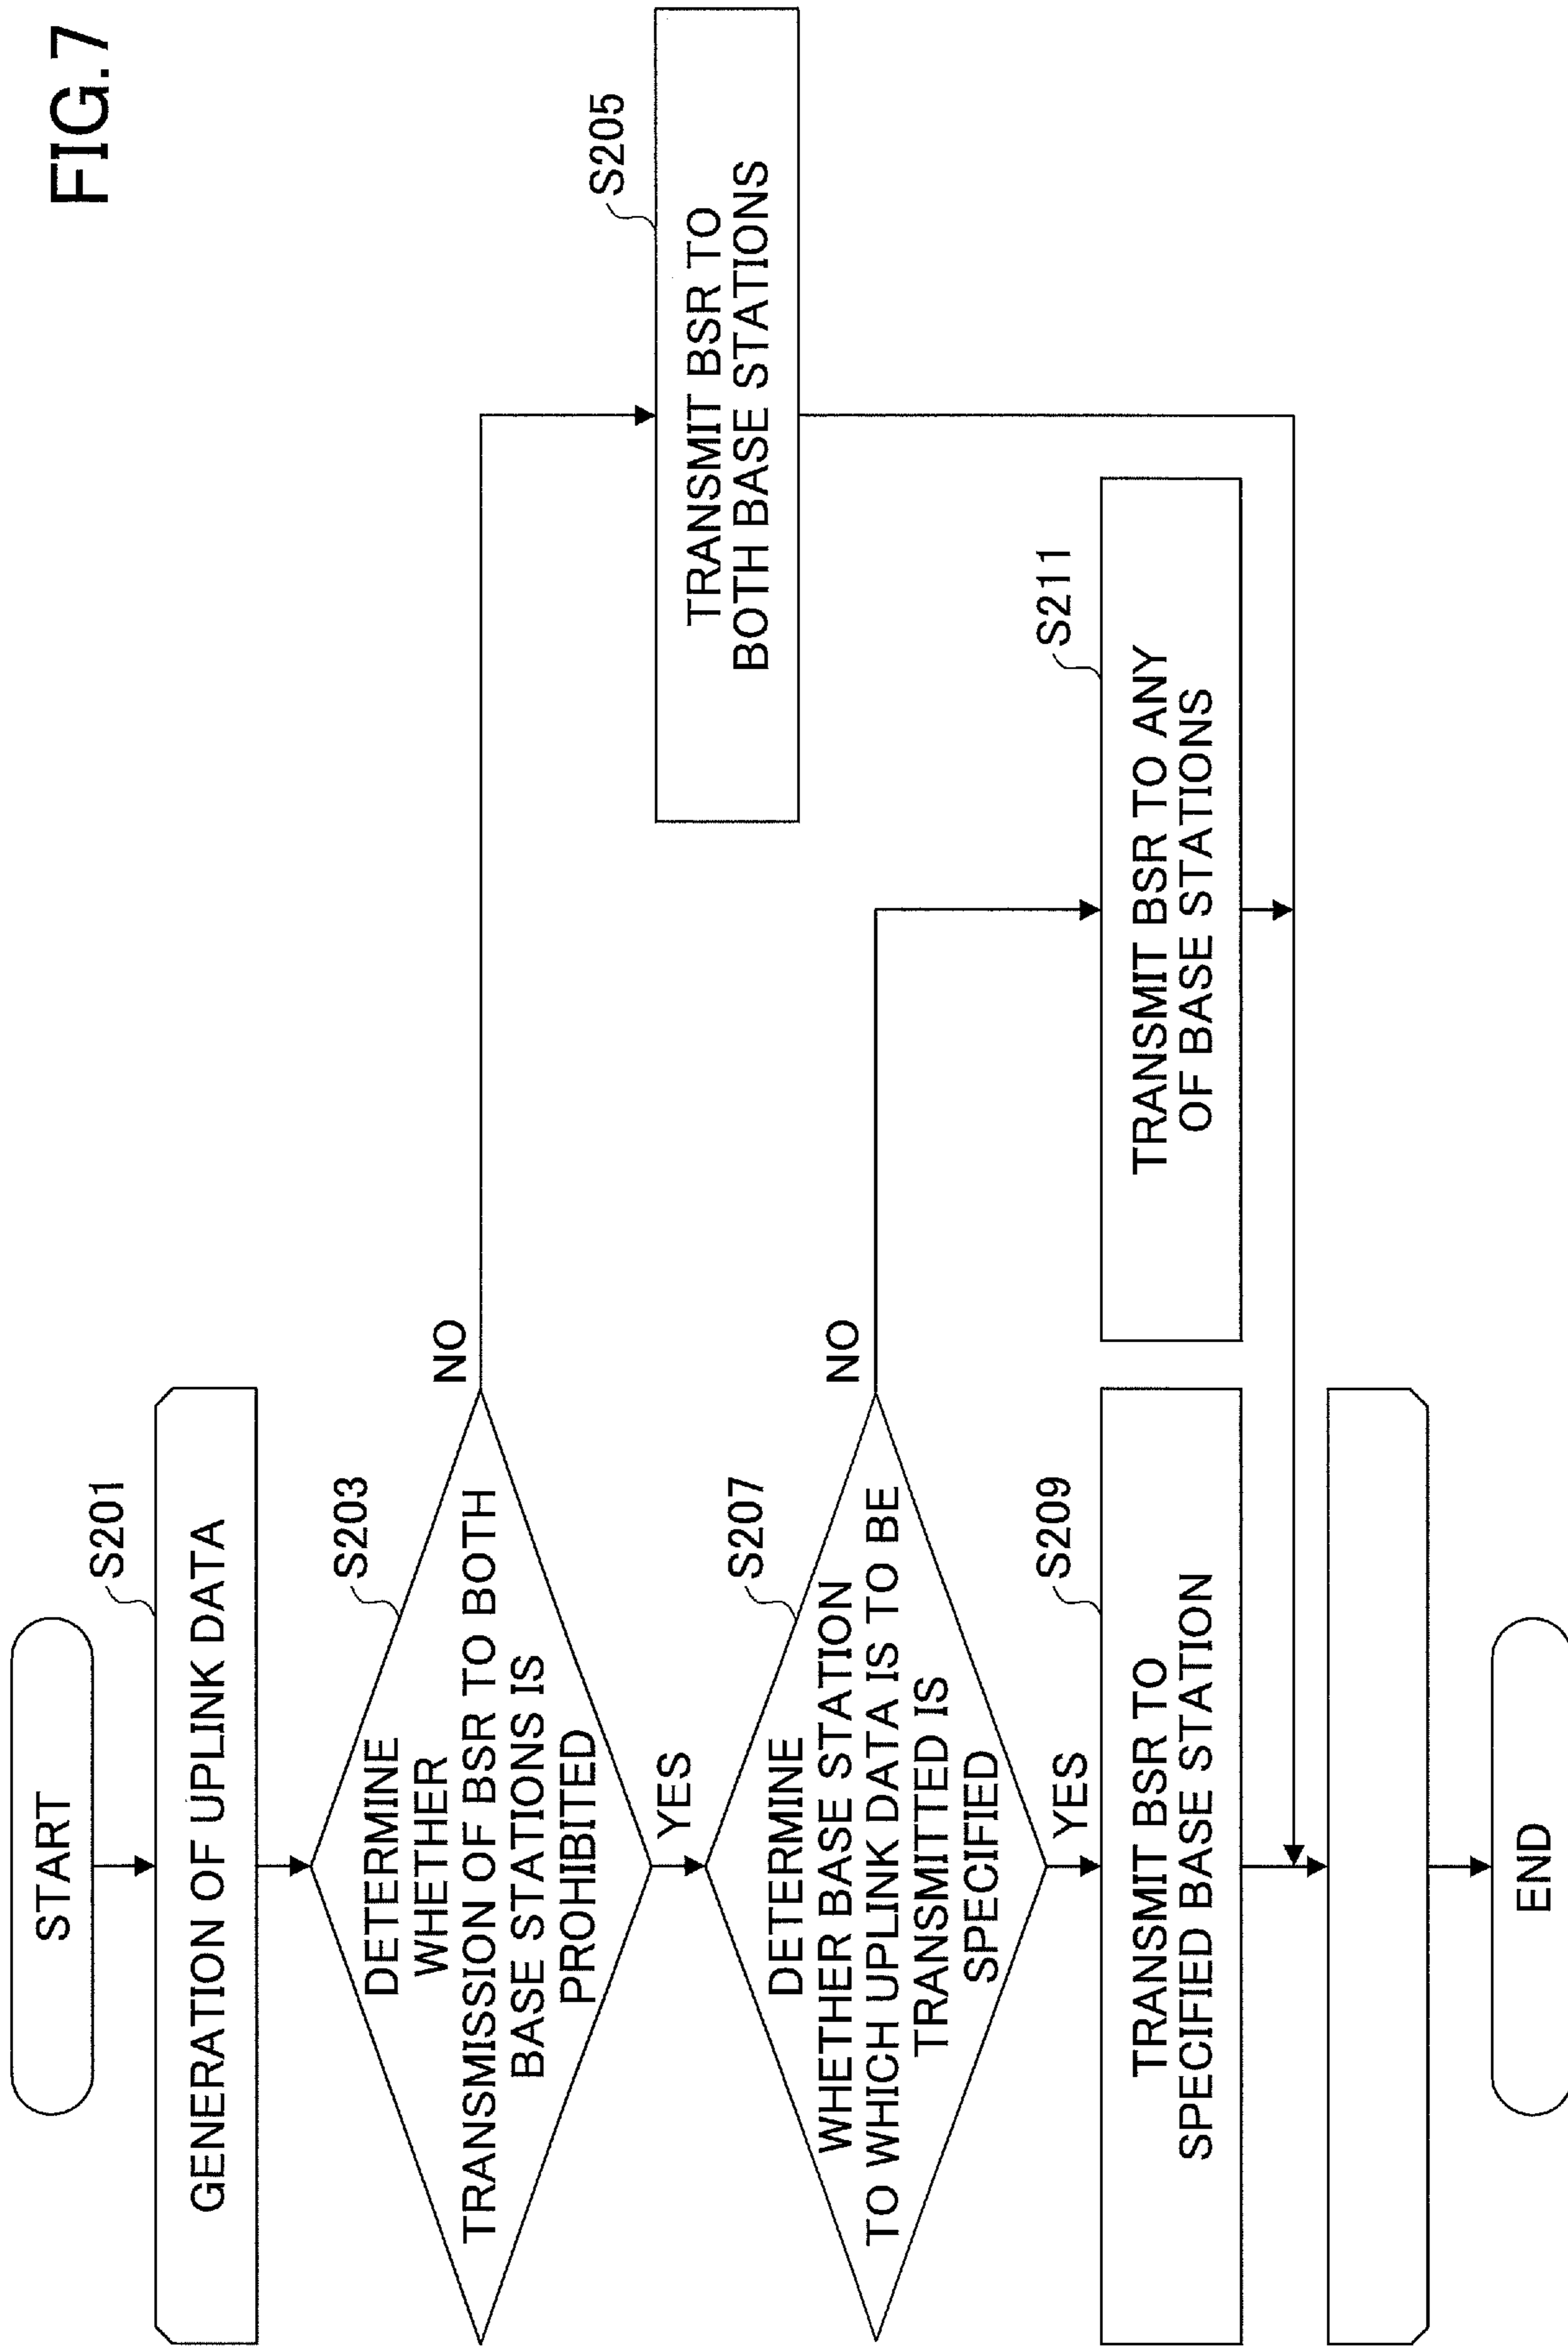 FIG.7
START
S201
GENERATION OF UPLINK DATA
S203
DETERMINE
WHETHER
TRANSMISSION OF BSR TO BOTH
BASE STATIONS IS
PROHIBITED
NO
YES
S205
TRANSMIT BSR TO
BOTH BASE STATIONS
S207
DETERMINE
WHETHER BASE STATION
TO WHICH UPLINK DATA IS TO BE
TRANSMITTED IS
SPECIFIED
NO
YES
S209
TRANSMIT BSR TO
SPECIFIED BASE STATION
S211
TRANSMIT BSR TO ANY
OF BASE STATIONS
END